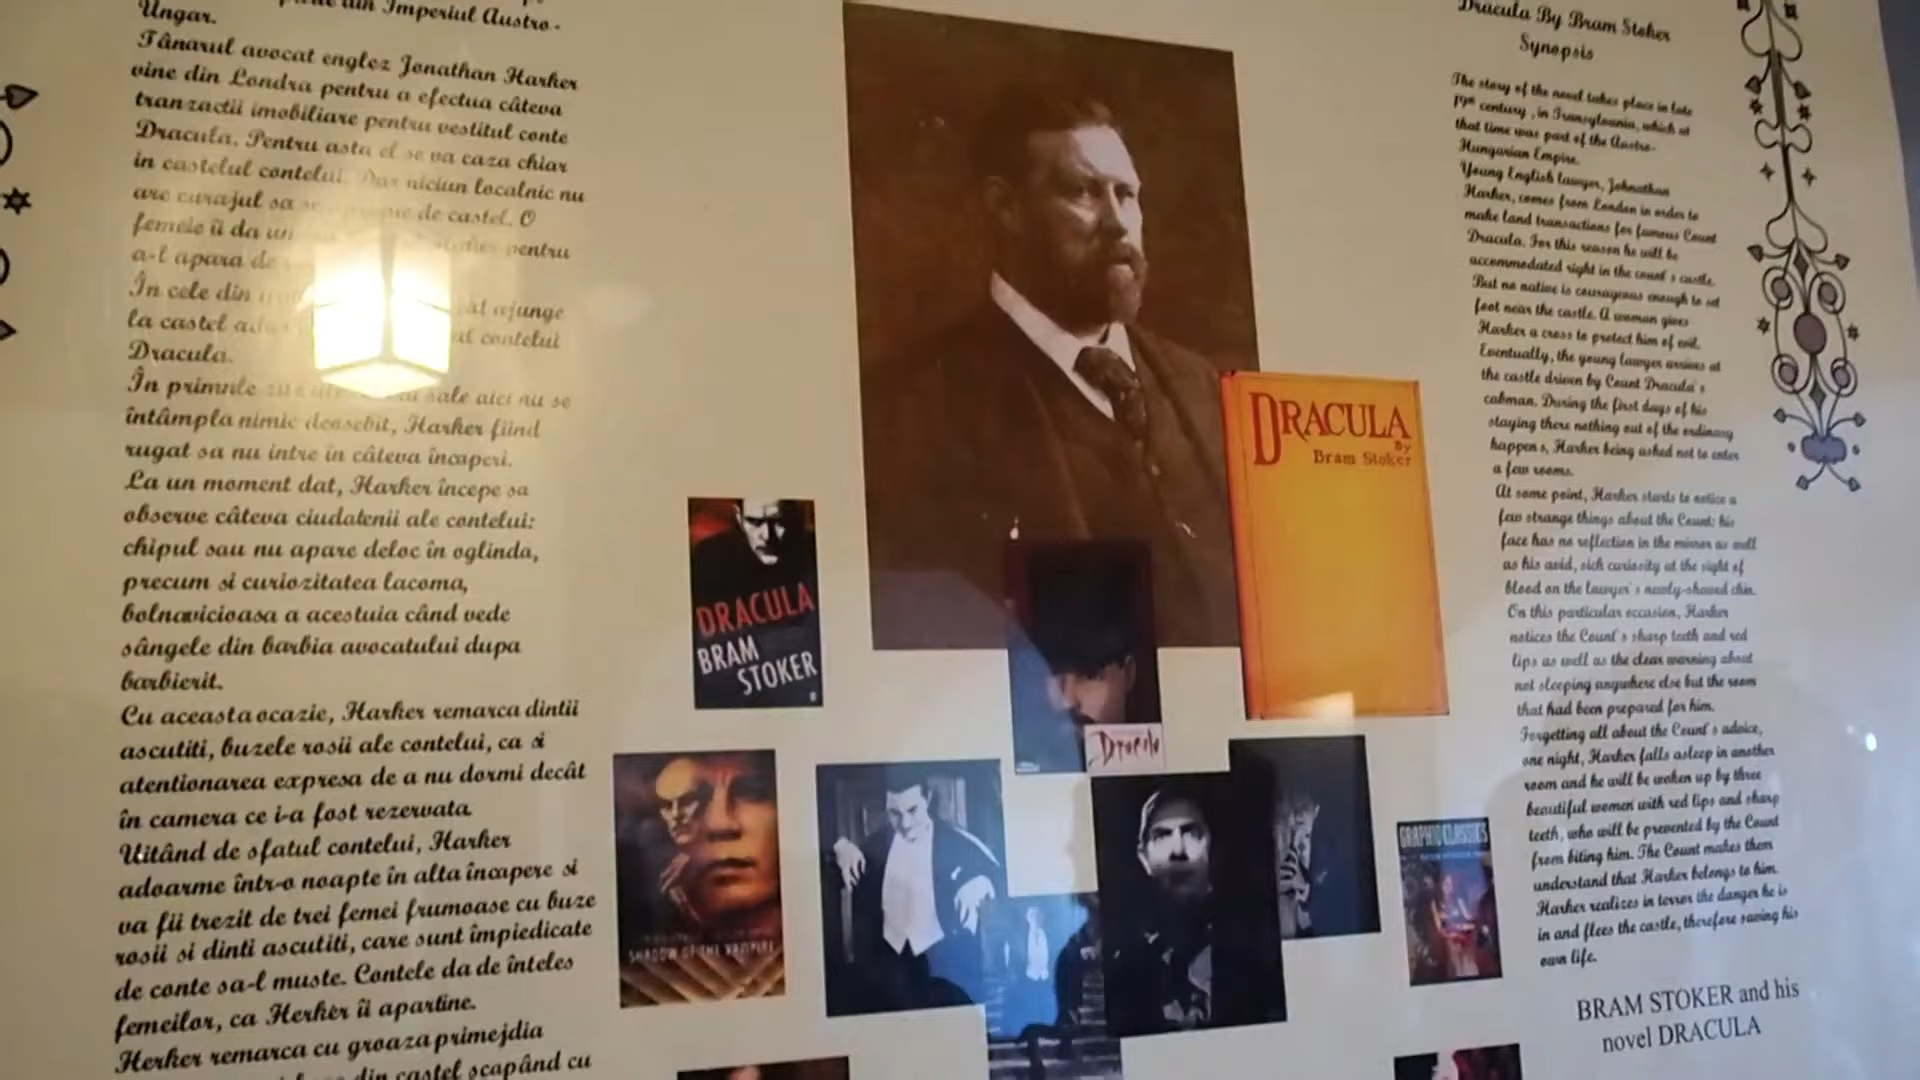 din Imperiul Austro-
Ungar.
Tânarul avocat englez Jonathan Harker
vine din Londra pentru a efectua câteva
tranzactii imobiliare pentru vestitul conte
Dracula. Pentru asta el se va caza chiar
in castelul contelui. Dar niciun localnic nu
are curajul sa se de castel. O
femeie îi da un pentru
a-l apara de
În cele din ajunge
la castel contelui
Dracula.
În primele sale aici nu se
întâmpla nimic deosebit, Harker fiind
rugat sa nu intre in câteva încaperi.
La un moment dat, Harker începe sa
observe câteva ciudatenii ale contelui:
chipul sau nu apare deloc în oglinda,
precum si curiozitatea lacoma,
bolnavicioasa a acestuia când vede
sângele din barbia avocatului dupa
barbierit.
Cu aceasta ocazie, Harker remarca dintii
ascutiti, buzele rosii ale contelui, ca si
atentionarea expresa de a nu dormi decât
în camera ce i-a fost rezervata.
Uitând de sfatul contelui, Harker
adoarme într-o noapte în alta încapere si
va fii trezit de trei femei frumoase cu buze
rosii si dinti ascutiti, care sunt împiedicate
de conte sa-l muste. Contele da de înteles
femeilor, ca Herker îi apartine.
Herker remarca cu groaza primejdia
din castel scapând cu
DRACULA
By
Bram Stoker
DRACULA
BRAM
STOKER
Dracula
SHADOW OF THE VAMPIRE
GRAPHIC CLASSICS
Dracula By Bram Stoker
Synopsis
The story of the novel takes place in late
19th century, in Transylvania, which at
that time was part of the Austro-
Hungarian Empire.
Young English lawyer, Johnathan
Harker, comes from London in order to
make land transactions for famous Count
Dracula. For this reason he will be
accommodated right in the count's castle.
But no native is courageous enough to set
foot near the castle. A woman gives
Harker a cross to protect him of evil.
Eventually, the young lawyer arrives at
the castle driven by Count Dracula's
cabman. During the first days of his
staying there nothing out of the ordinary
happens, Harker being asked not to enter
a few rooms.
At some point, Harker starts to notice a
few strange things about the Count: his
face has no reflection in the mirror as well
as his avid, sick curiosity at the sight of
blood on the lawyer's newly-shaved chin.
On this particular occasion, Harker
notices the Count's sharp teeth and red
lips as well as the clear warning about
not sleeping anywhere else but the room
that had been prepared for him.
Forgetting all about the Count's advice,
one night, Harker falls asleep in another
room and he will be woken up by three
beautiful women with red lips and sharp
teeth, who will be prevented by the Count
from biting him. The Count makes them
understand that Harker belongs to him.
Harker realizes in terror the danger he is
in and flees the castle, therefore saving his
own life.
BRAM STOKER and his
novel DRACULA